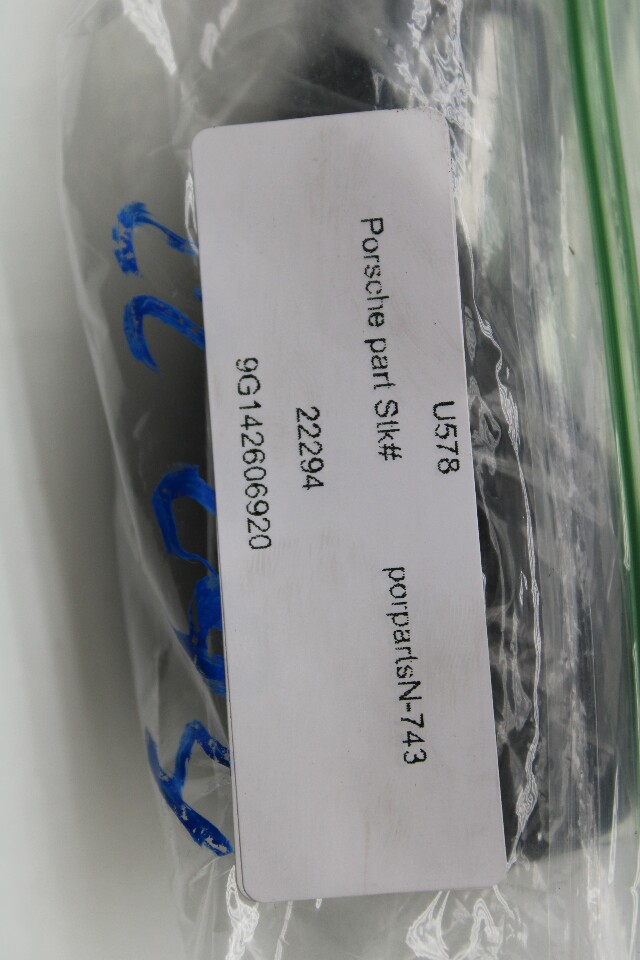 U578
Porsche part Stk# porpartsN-743
22294
9G142606920